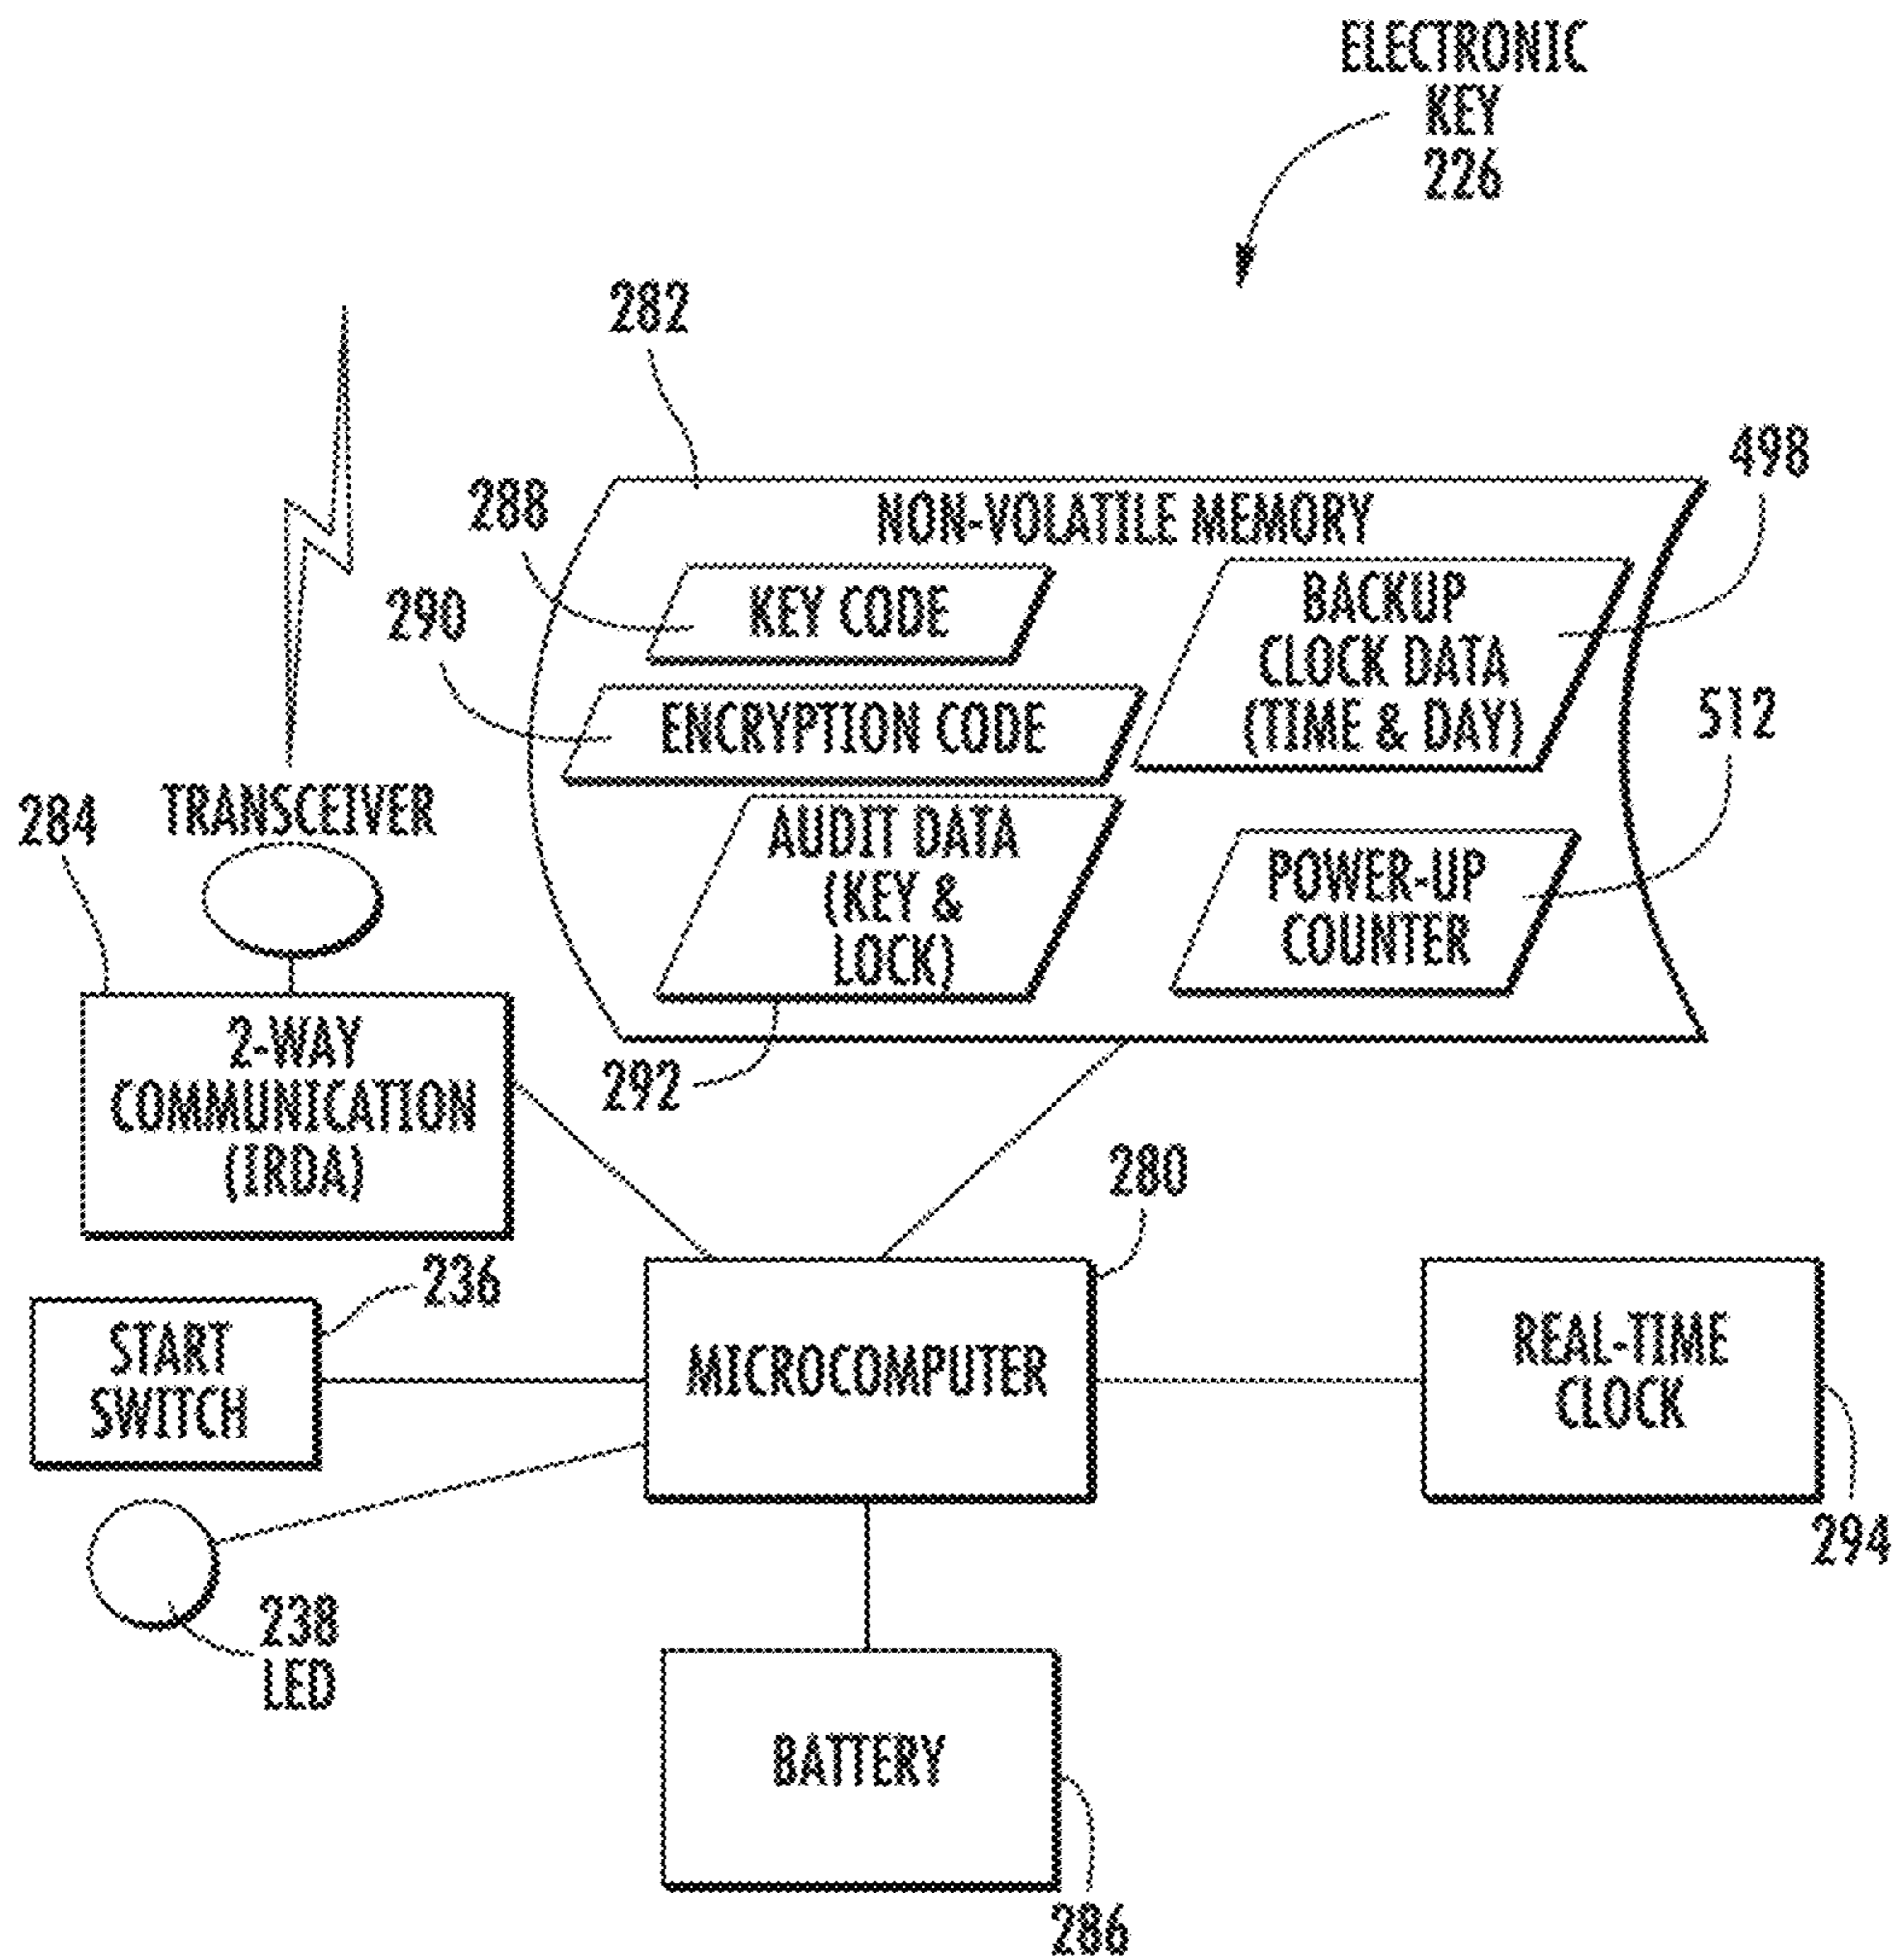 ELECTRONIC
KEY
226
282
498
288
NON-VOLATILE MEMORY
KEY CODE
BACKUP
CLOCK DATA
(TIME & DAY)
290
ENCRYPTION CODE
512
284
TRANSCEIVER
AUDIT DATA
(KEY &
LOCK)
POWER-UP
COUNTER
2-WAY
COMMUNICATION
(IRDA)
292
280
236
START
SWITCH
MICROCOMPUTER
REAL-TIME
CLOCK
294
238
LED
BATTERY
286